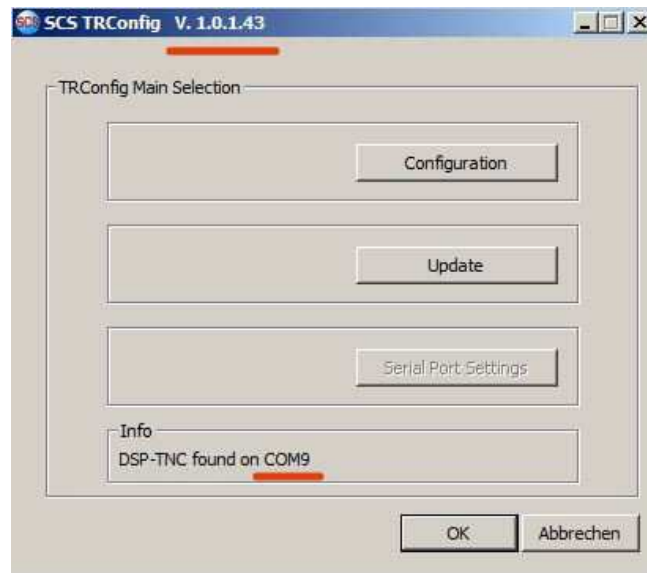 SCS TRConfig V. 1.0.1.43
TRConfig Main Selection
Configuration
Update
Serial Port Settings
Info
DSP-TNC found on COM9
OK Abbrechen